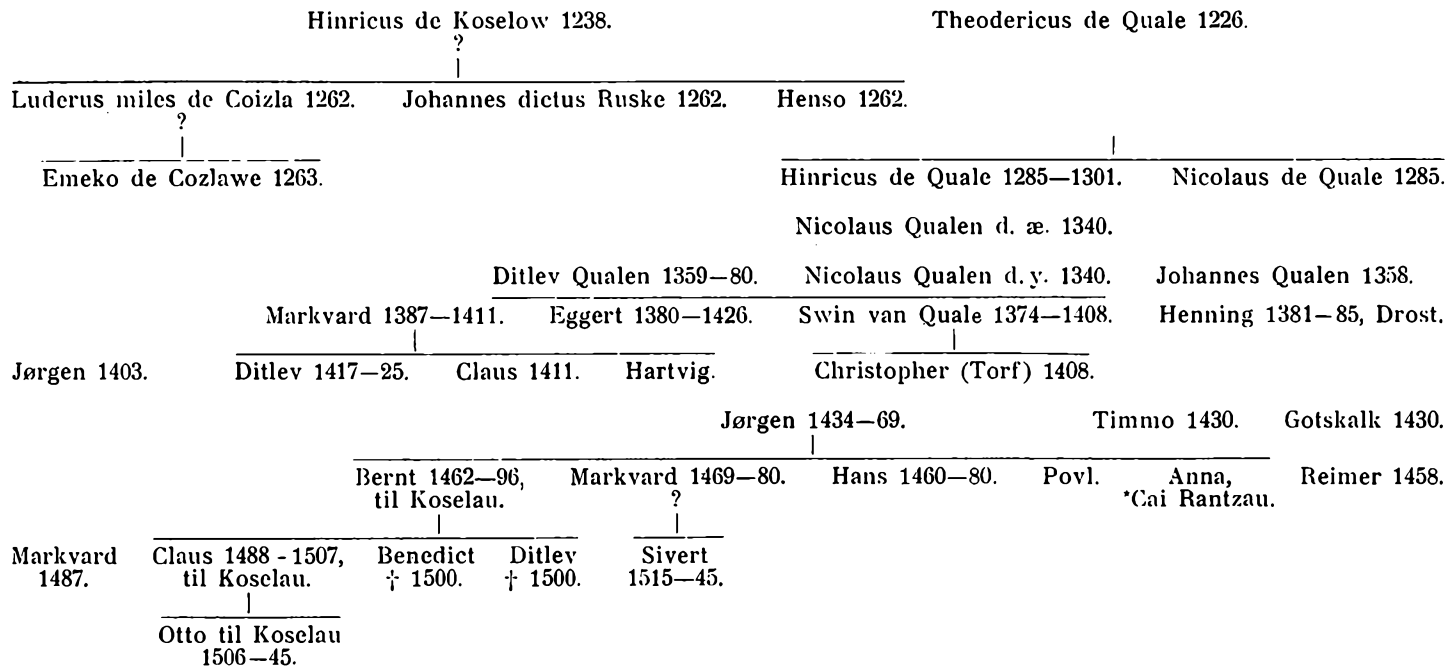 Hinricus de Koselow 1238. Theodericus de Quale 1226.
?
Luderus miles de Coizla 1262. Johannes dictus Ruske 1262. Henso 1262.
?
Emeko de Cozlawe 1263. Hinricus de Quale 1285—1301. Nicolaus de Quale 1285.
Nicolaus Qualen d. æ. 1340.
Ditlev Qualen 1359—80. Nicolaus Qualen d. y. 1340. Johannes Qualen 1358.
Markvard 1387—1411. Eggert 1380—1426. Swin van Quale 1374—1408. Henning 1381—85, Drost.
Jørgen 1403. Ditlev 1417—25. Claus 1411. Hartvig. Christopher (Torf) 1408.
Jørgen 1434—69. Timmo 1430. Gotskalk 1430.
Bernt 1462—96, Markvard 1469—80. Hans 1460—80. Povl. Anna, Reimer 1458.
til Koselau. ? *Cai Rantzau.
Markvard Claus 1488 - 1507, Benedict Ditlev Sivert
1487. til Koselau. † 1500. † 1500. 1515—45.
Otto til Koselau
1506—45.